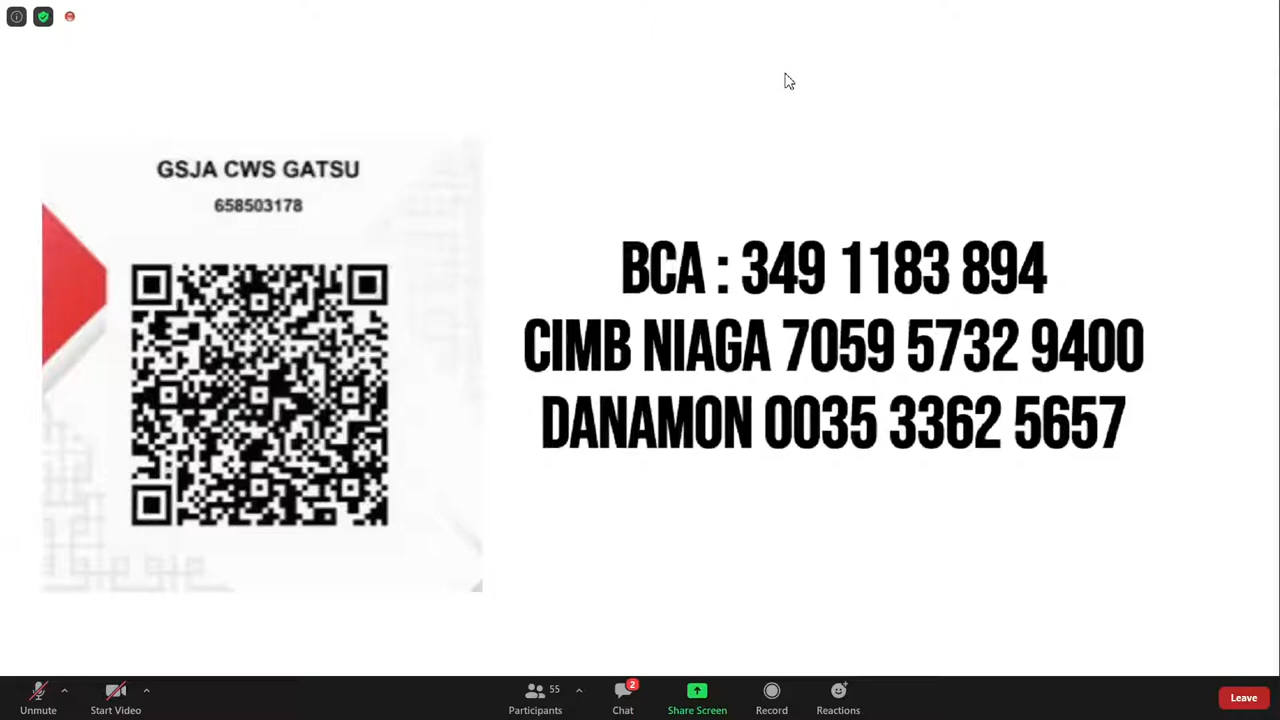 GSJA CWS GATSU
658503178
BCA : 349 1183 894
CIMB NIAGA 7059 5732 9400
DANAMON 0035 3362 5657
Unmute
Start Video
55
Participants
2
Chat
Share Screen
Record
Reactions
Leave